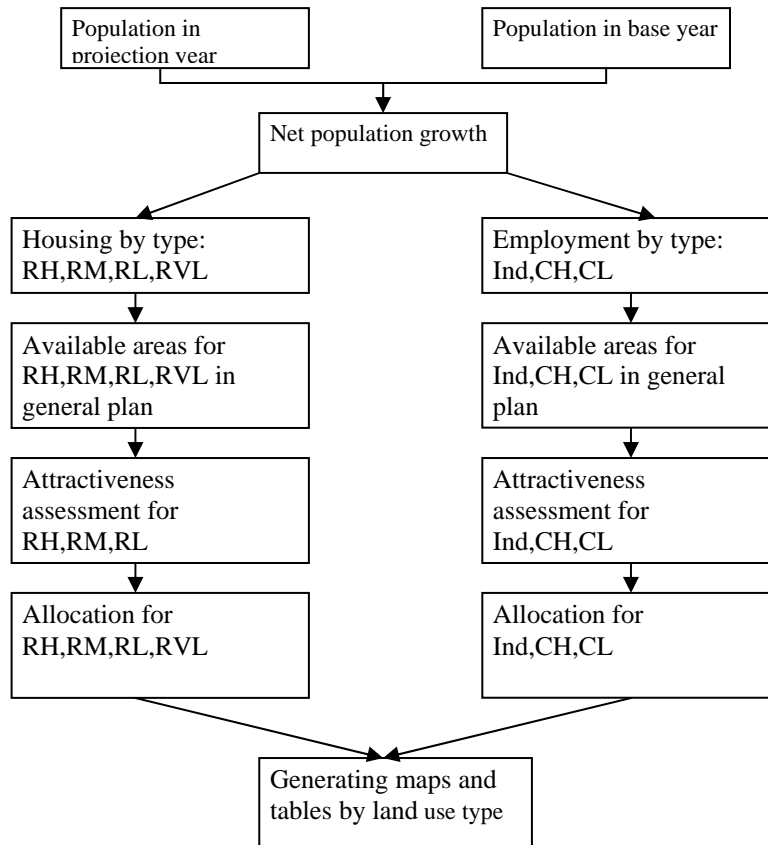 Population in
projection year
Population in base year
Net population growth
Housing by type:
RH,RM,RL,RVL
Employment by type:
Ind,CH,CL
Available areas for
RH,RM,RL,RVL in
general plan
Available areas for
Ind,CH,CL in general
plan
Attractiveness
assessment for
RH,RM,RL
Attractiveness
assessment for
Ind,CH,CL
Allocation for
RH,RM,RL,RVL
Allocation for
Ind,CH,CL
Generating maps and
tables by land use type